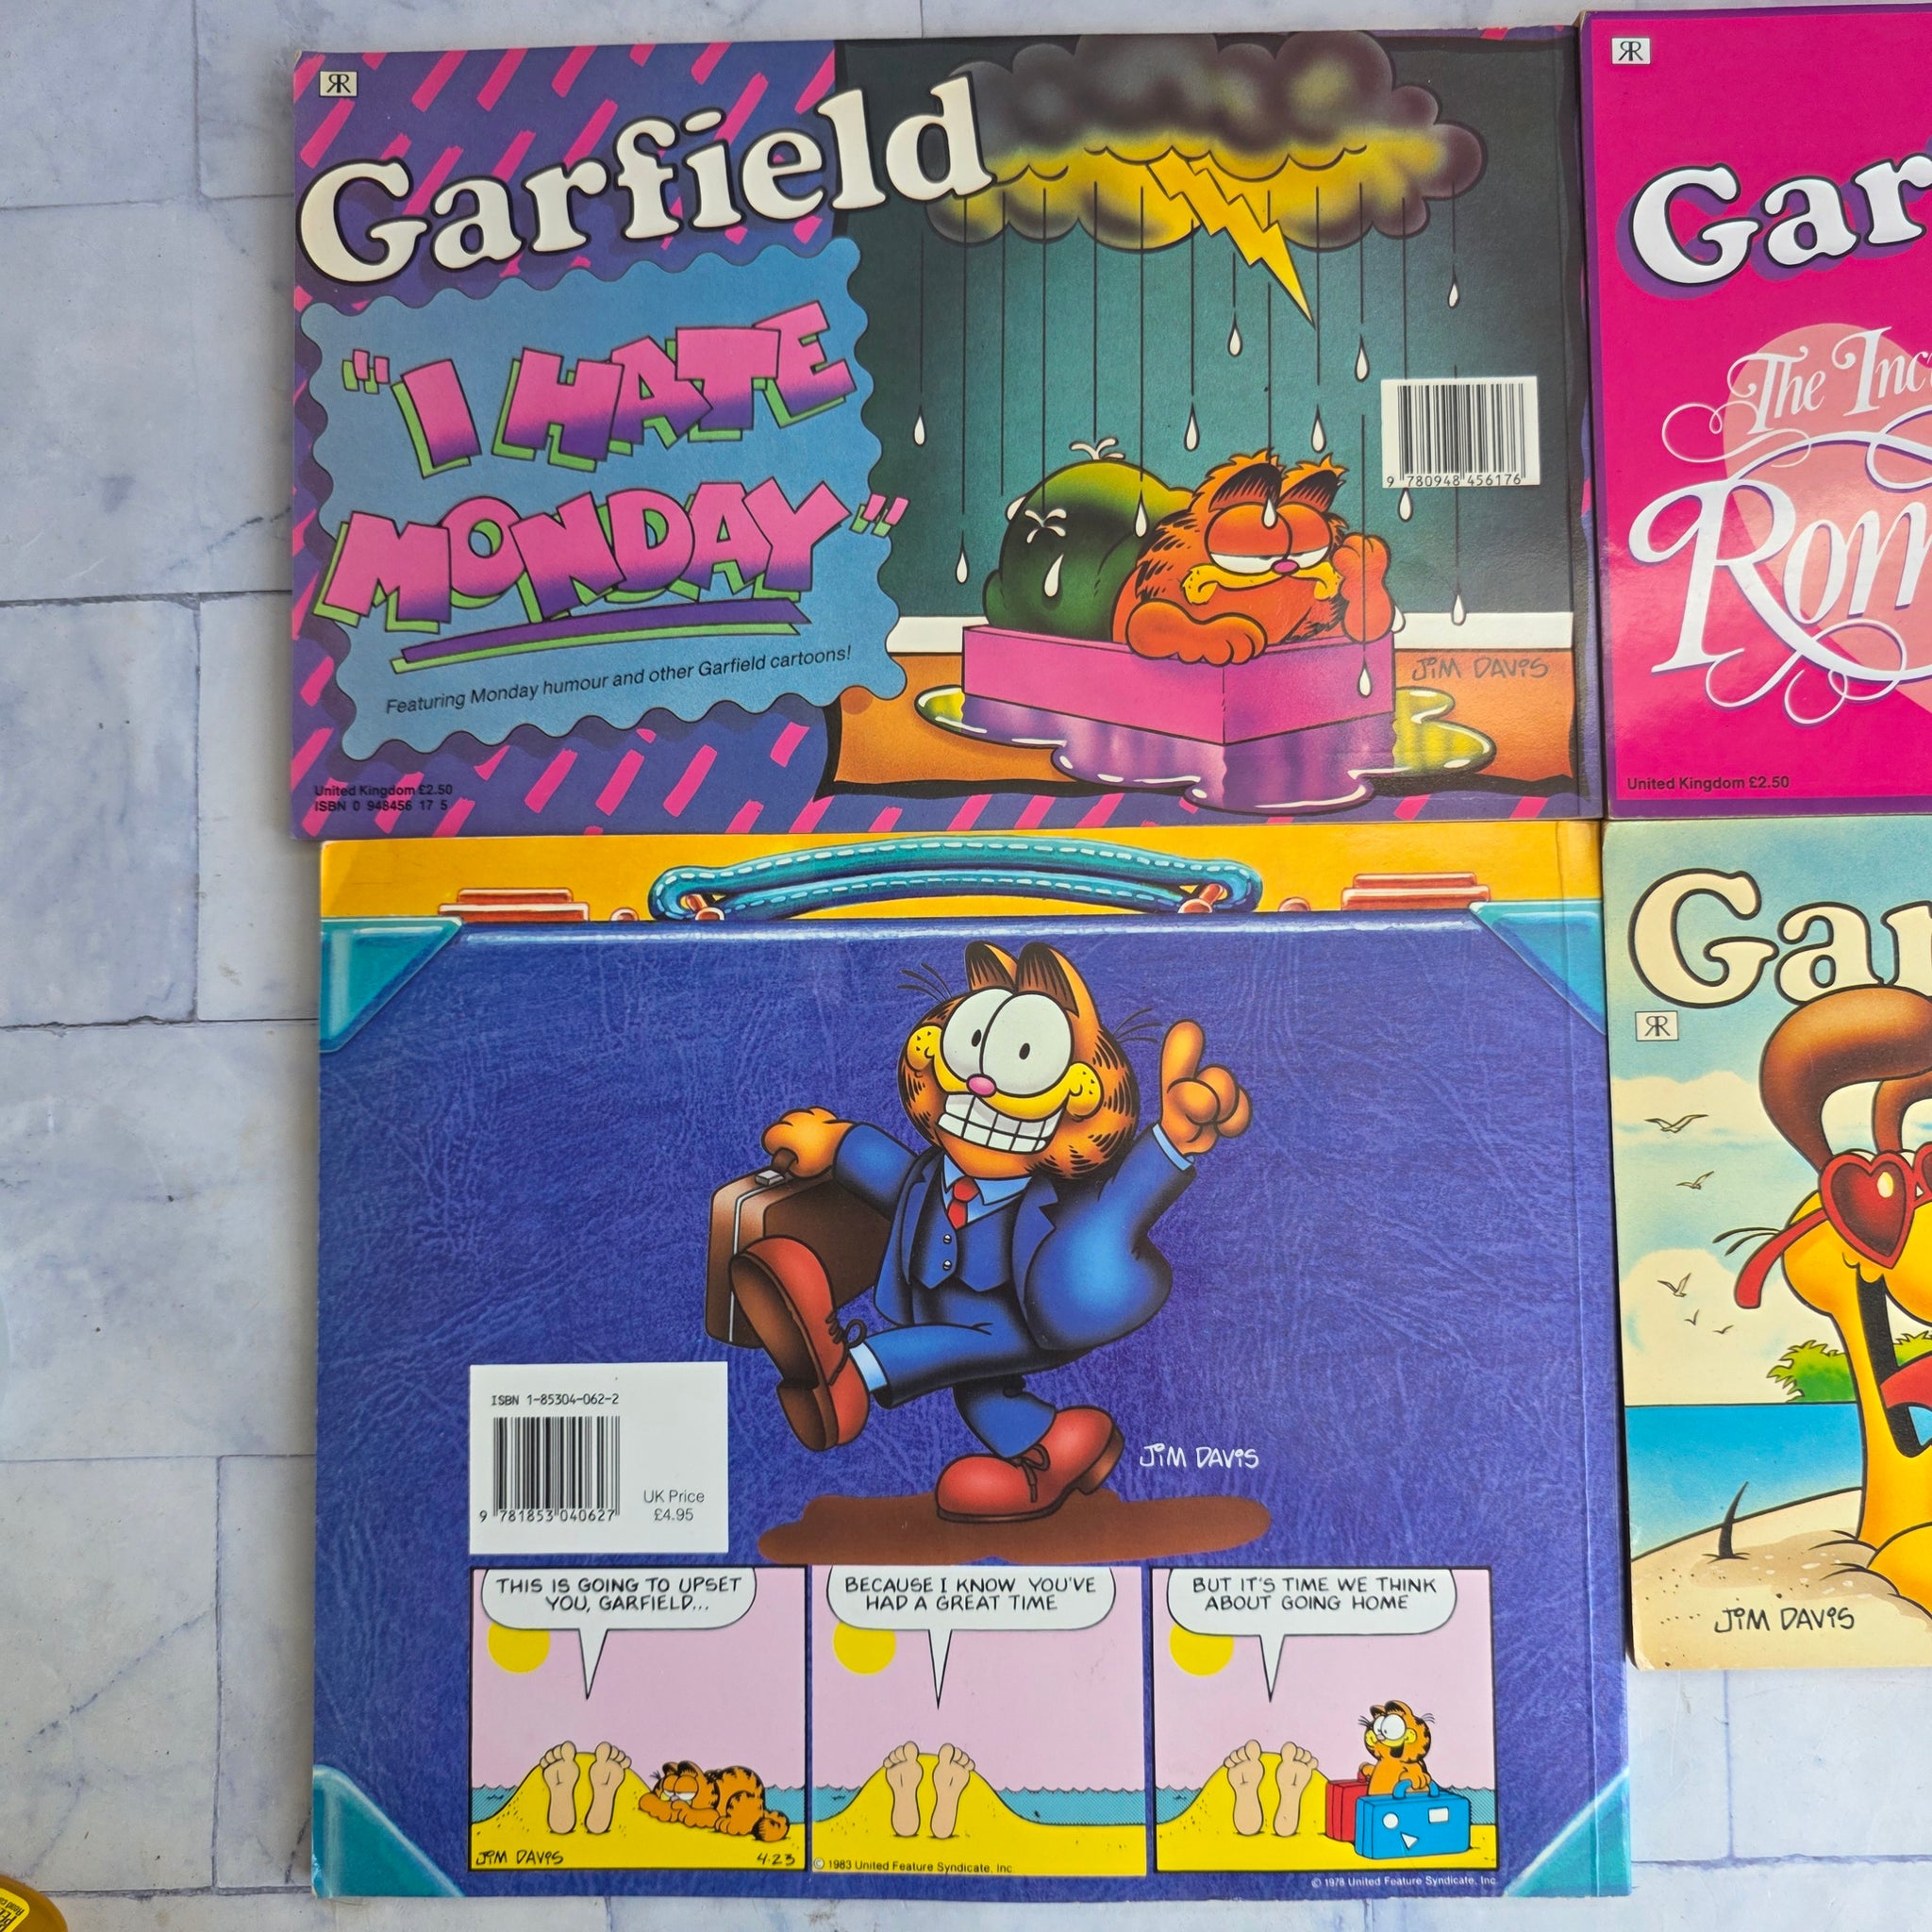 RR
Garfield
"I HATE
MONDAY"
Featuring Monday humour and other Garfield cartoons!
United Kingdom £2.50
ISBN 0 948456 17 5
9 780948 456176
JIM DAVIS
RR
Gar
The Inc
Rom
United Kingdom £2.50
ISBN 1-85304-062-2
9 781853 040627
UK Price
£4.95
JIM DAVIS
THIS IS GOING TO UPSET
YOU, GARFIELD...
BECAUSE I KNOW YOU'VE
HAD A GREAT TIME
BUT IT'S TIME WE THINK
ABOUT GOING HOME
JIM DAVIS
4-23
© 1983 United Feature Syndicate, Inc.
© 1978 United Feature Syndicate, Inc.
Gar
RR
JIM DAVIS